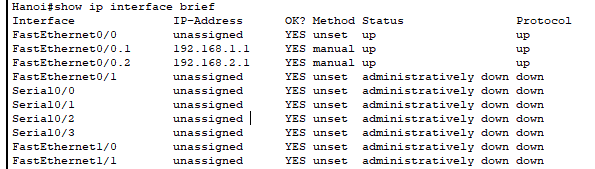 Hanoi#show ip interface brief
Interface IP-Address OK? Method Status Protocol
FastEthernet0/0 unassigned YES unset up up
FastEthernet0/0.1 192.168.1.1 YES manual up up
FastEthernet0/0.2 192.168.2.1 YES manual up up
FastEthernet0/1 unassigned YES unset administratively down down
Serial0/0 unassigned YES unset administratively down down
Serial0/1 unassigned YES unset administratively down down
Serial0/2 unassigned YES unset administratively down down
Serial0/3 unassigned YES unset administratively down down
FastEthernet1/0 unassigned YES unset administratively down down
FastEthernet1/1 unassigned YES unset administratively down down